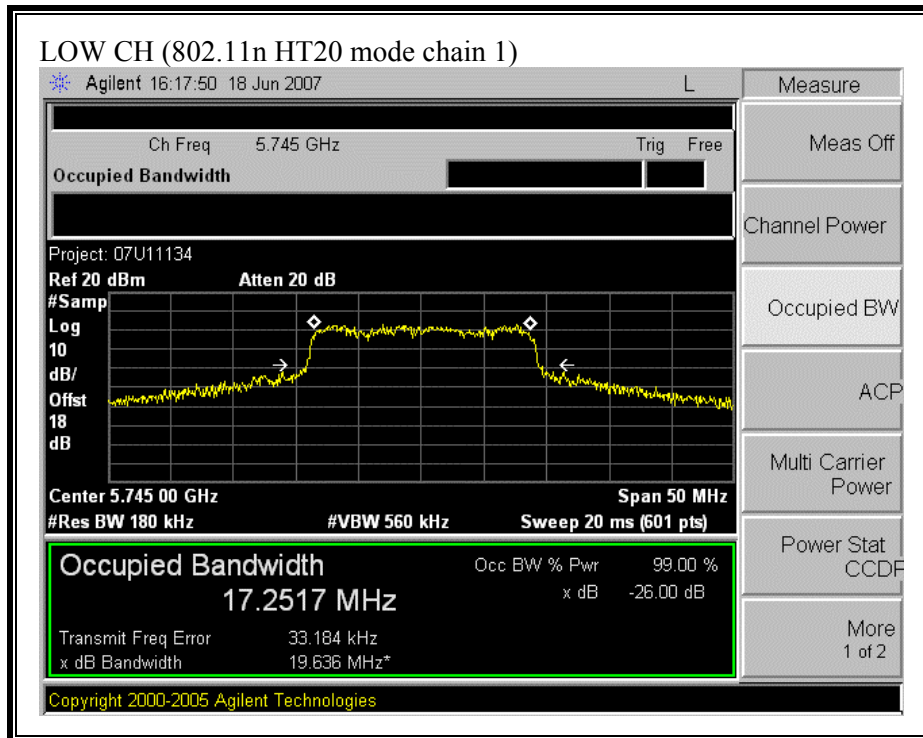 LOW CH (802.11n HT20 mode chain 1)
Agilent 16:17:50 18 Jun 2007 L
Measure
Ch Freq 5.745 GHz Trig Free
Meas Off
Occupied Bandwidth
Channel Power
Project: 07U11134
Ref 20 dBm Atten 20 dB
#Samp
Log
10
dB/
Offst
18
dB
Occupied BW
ACP
Multi Carrier
Power
Center 5.745 00 GHz Span 50 MHz
#Res BW 180 kHz #VBW 560 kHz Sweep 20 ms (601 pts)
Power Stat
CCDF
Occupied Bandwidth Occ BW % Pwr 99.00 %
17.2517 MHz x dB -26.00 dB
Transmit Freq Error 33.184 kHz
x dB Bandwidth 19.636 MHz*
More
1 of 2
Copyright 2000-2005 Agilent Technologies